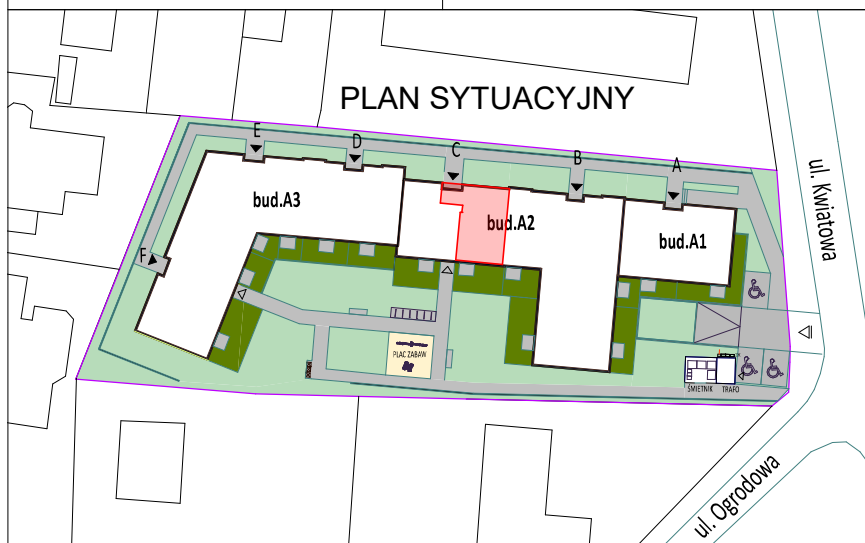 PLAN SYTUACYJNY
E
D
C
B
A
ul. Kwiatowa
bud.A3
bud.A2
bud.A1
F
PLAC ZABAW
ŚMIETNIK
TRAFO
ul. Ogrodowa